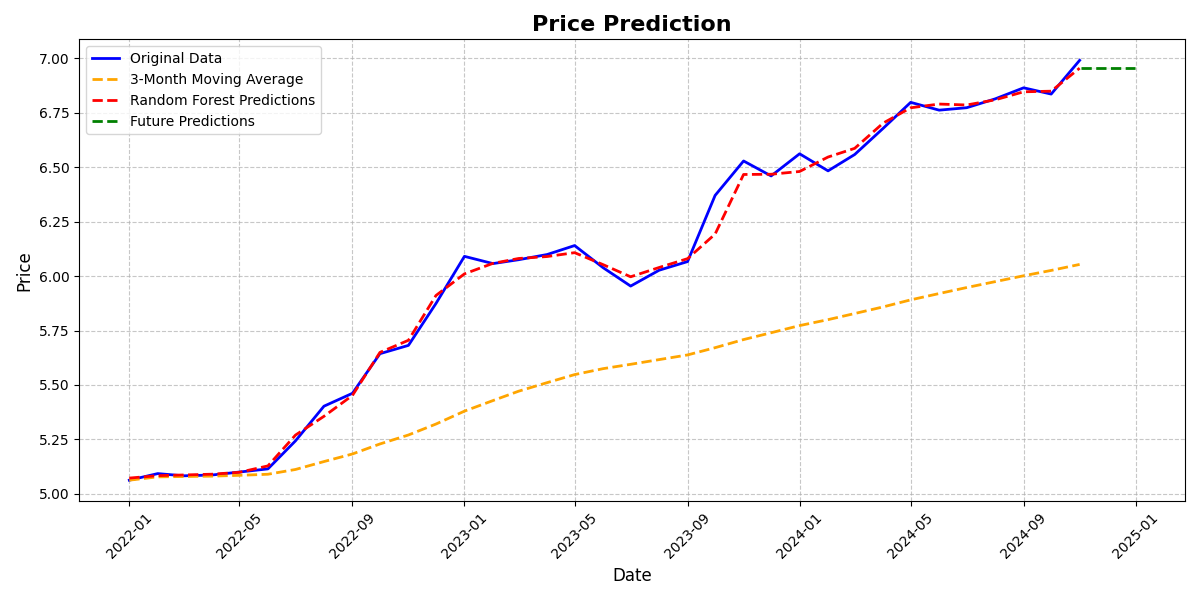 Price Prediction
Original Data
3-Month Moving Average
Random Forest Predictions
Future Predictions
Price
7.00
6.75
6.50
6.25
6.00
5.75
5.50
5.25
5.00
2022-01
2022-05
2022-09
2023-01
2023-05
2023-09
2024-01
2024-05
2024-09
2025-01
Date